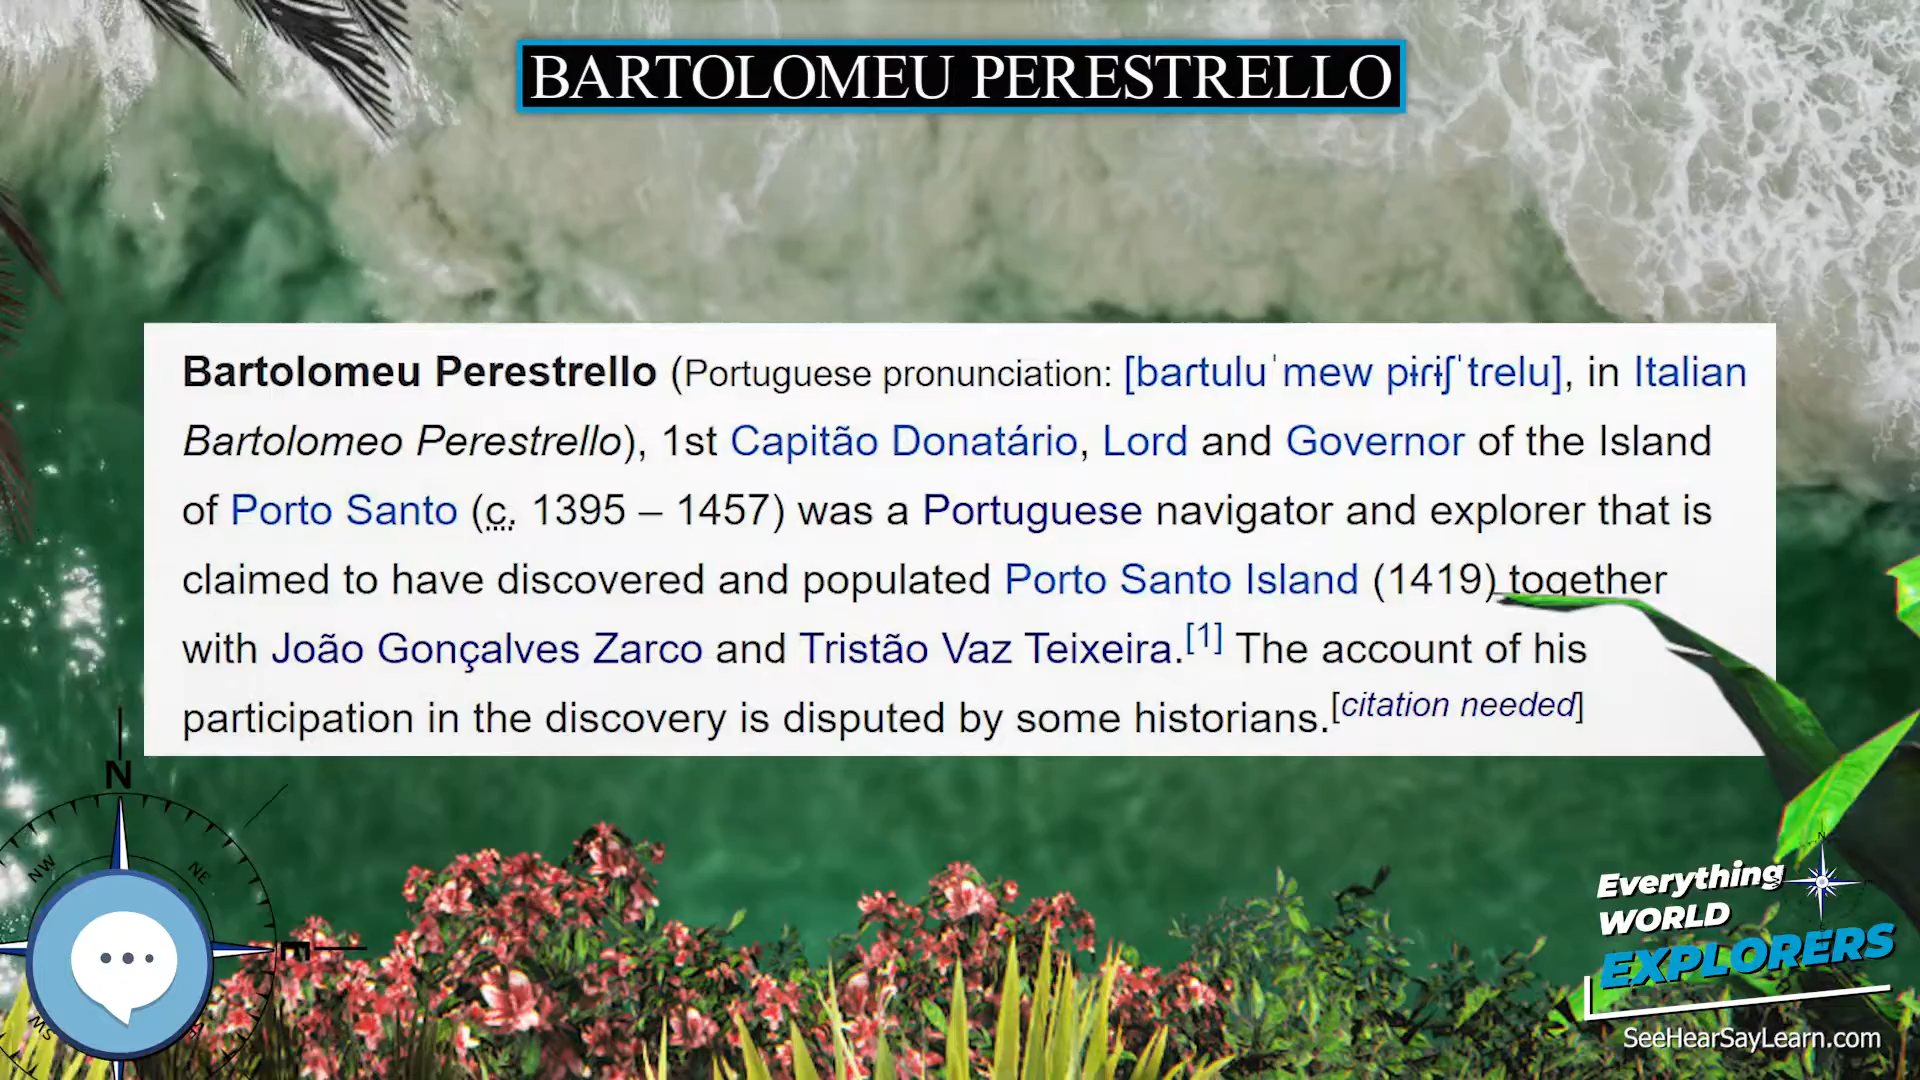 BARTOLOMEU PERESTRELLO
Bartolomeu Perestrello (Portuguese pronunciation: [bɐɾtuluˈmew pɨɾɨʃˈtɾelu], in Italian
Bartolomeo Perestrello), 1st Capitão Donatário, Lord and Governor of the Island
of Porto Santo (c. 1395 – 1457) was a Portuguese navigator and explorer that is
claimed to have discovered and populated Porto Santo Island (1419) together
with João Gonçalves Zarco and Tristão Vaz Teixeira.[1] The account of his
participation in the discovery is disputed by some historians.[citation needed]
N
NW
NE
E
SW
SE
Everything
WORLD
EXPLORERS
SeeHearSayLearn.com